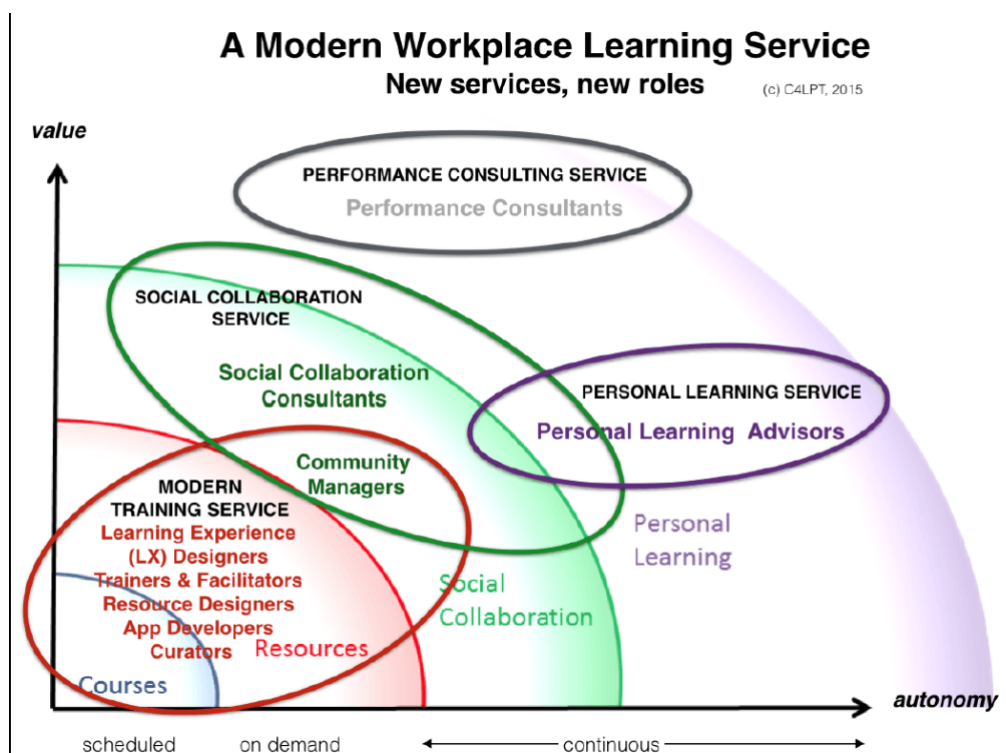 A Modern Workplace Learning Service
New services, new roles
(c) C4LPT, 2015
value
PERFORMANCE CONSULTING SERVICE
Performance Consultants
SOCIAL COLLABORATION
SERVICE
Social Collaboration
Consultants
PERSONAL LEARNING SERVICE
Personal Learning Advisors
Community
Managers
MODERN
TRAINING SERVICE
Learning Experience
(LX) Designers
Trainers & Facilitators
Resource Designers
App Developers
Curators
Personal
Learning
Social
Collaboration
Resources
Courses
autonomy
scheduled
on demand
continuous